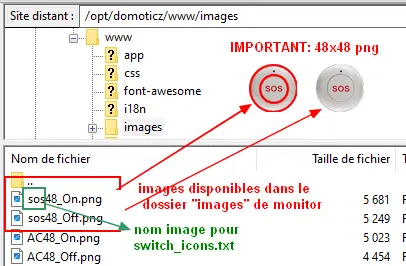 Site distant : /opt/domoticz/www/images
www
app
css
font-awesome
i18n
images
IMPORTANT: 48x48 png
SOS
SOS
Nom de fichier
Taille de fichier
..
sos48_On.png
5 681
sos48_Off.png
5 249
AC48_On.png
5 023
AC48_Off.png
4 454
images disponibles dans le
dossier "images" de monitor
nom image pour
switch_icons.txt